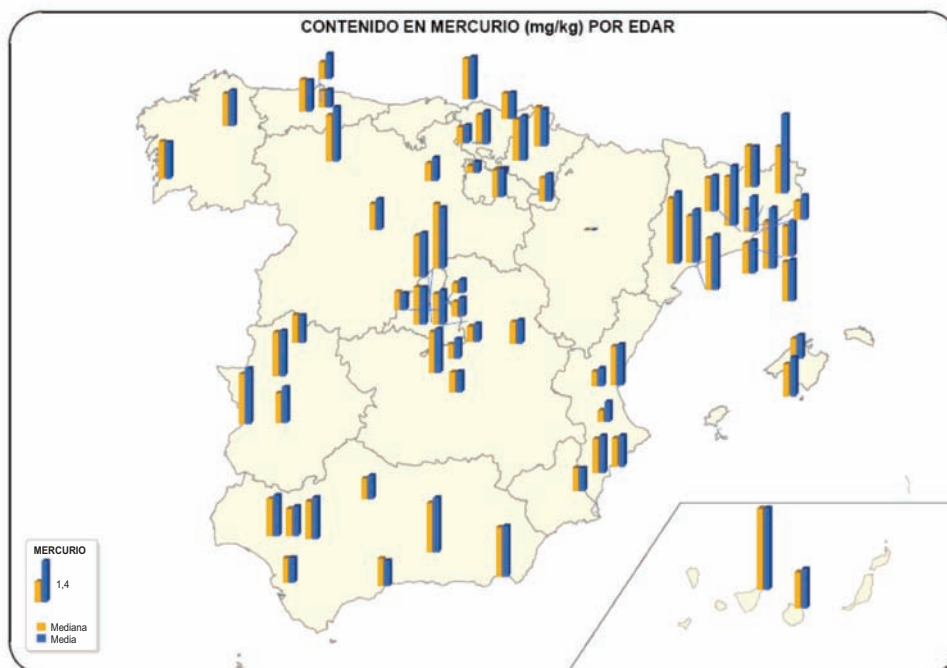 CONTENIDO EN MERCURIO (mg/kg) POR EDAR
MERCURIO
1,4
Mediana
Media